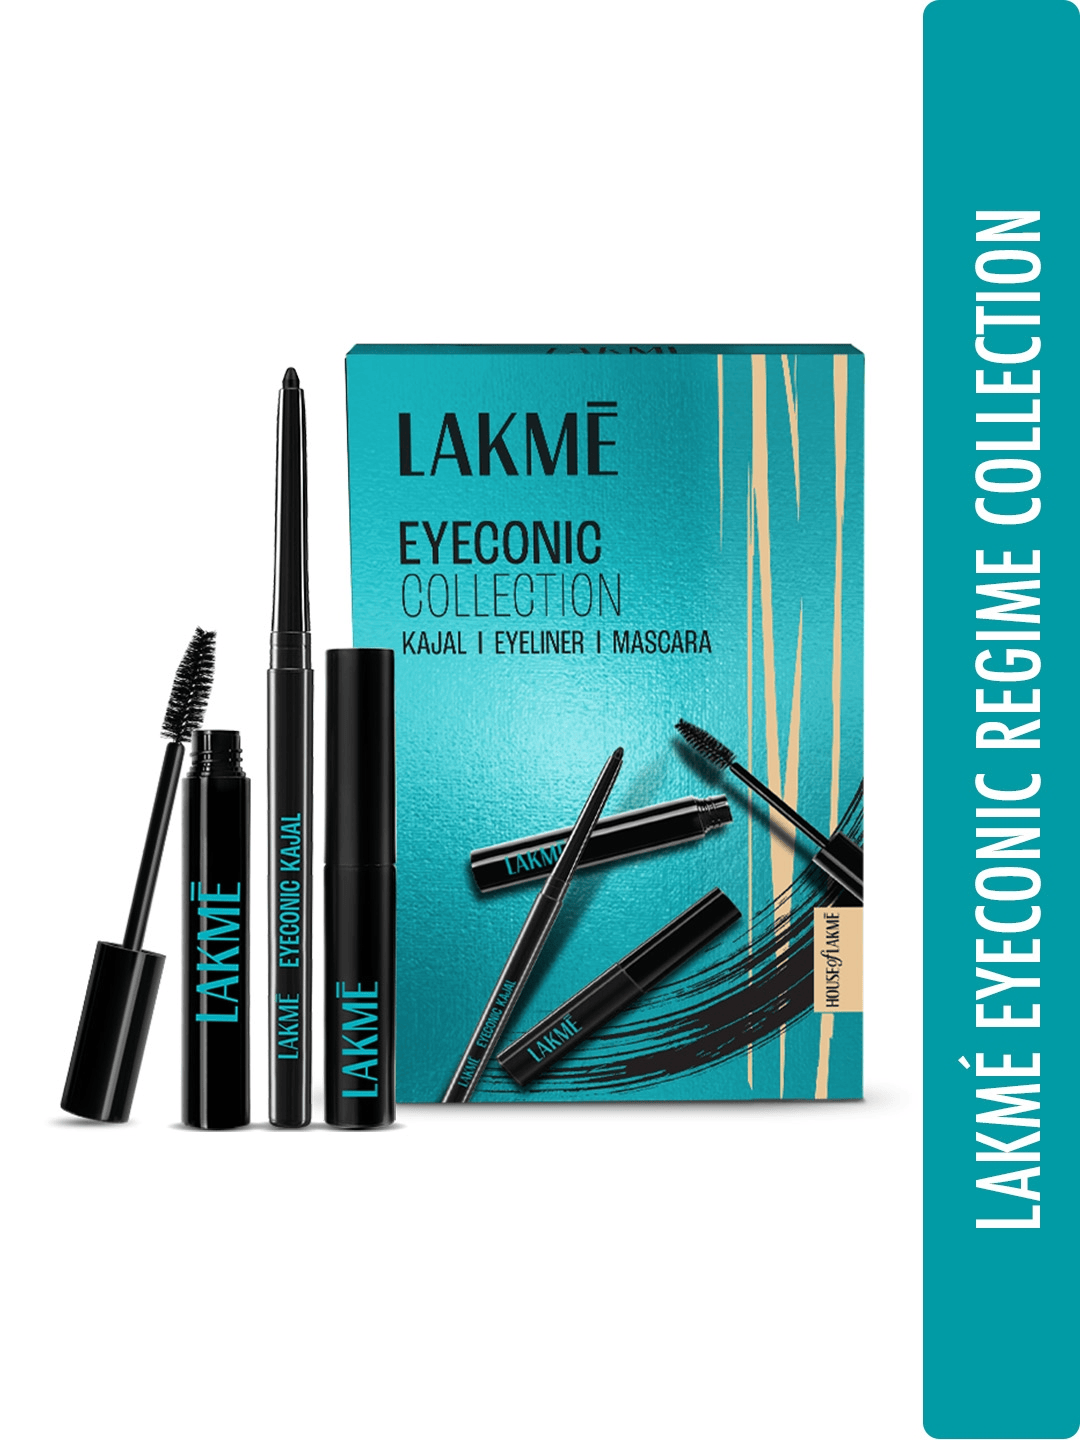 LAKMĒ
LAKMĒ
EYECONIC
COLLECTION
KAJAL | EYELINER | MASCARA
LAKMĒ
LAKMĒ EYECONIC KAJAL
LAKMĒ
HOUSE of LAKMĒ
LAKMĒ
LAKMĒ EYECONIC KAJAL
LAKMĒ
LAKMÉ EYECONIC REGIME COLLECTION